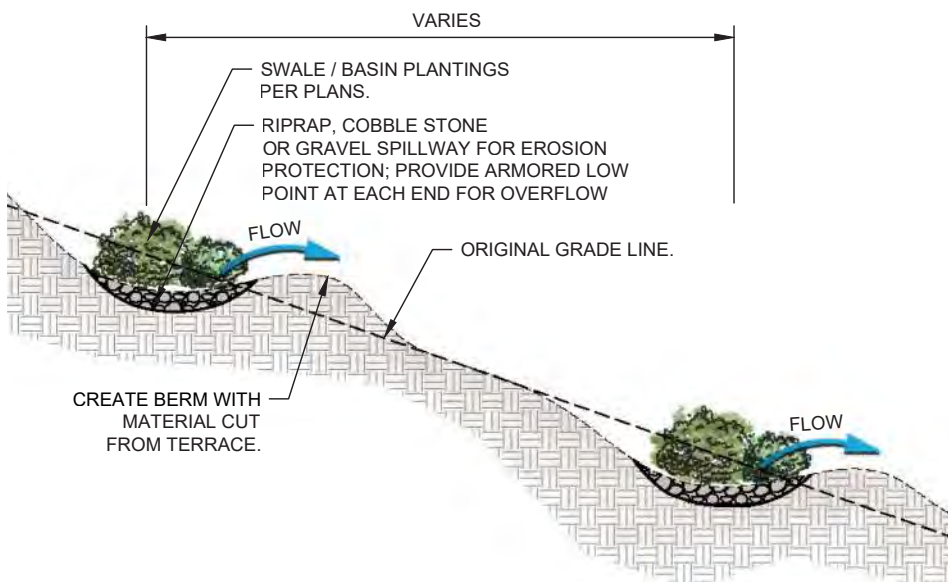 VARIES
SWALE / BASIN PLANTINGS
PER PLANS.
RIPRAP, COBBLE STONE
OR GRAVEL SPILLWAY FOR EROSION
PROTECTION; PROVIDE ARMORED LOW
POINT AT EACH END FOR OVERFLOW
FLOW
ORIGINAL GRADE LINE.
CREATE BERM WITH
MATERIAL CUT
FROM TERRACE.
FLOW